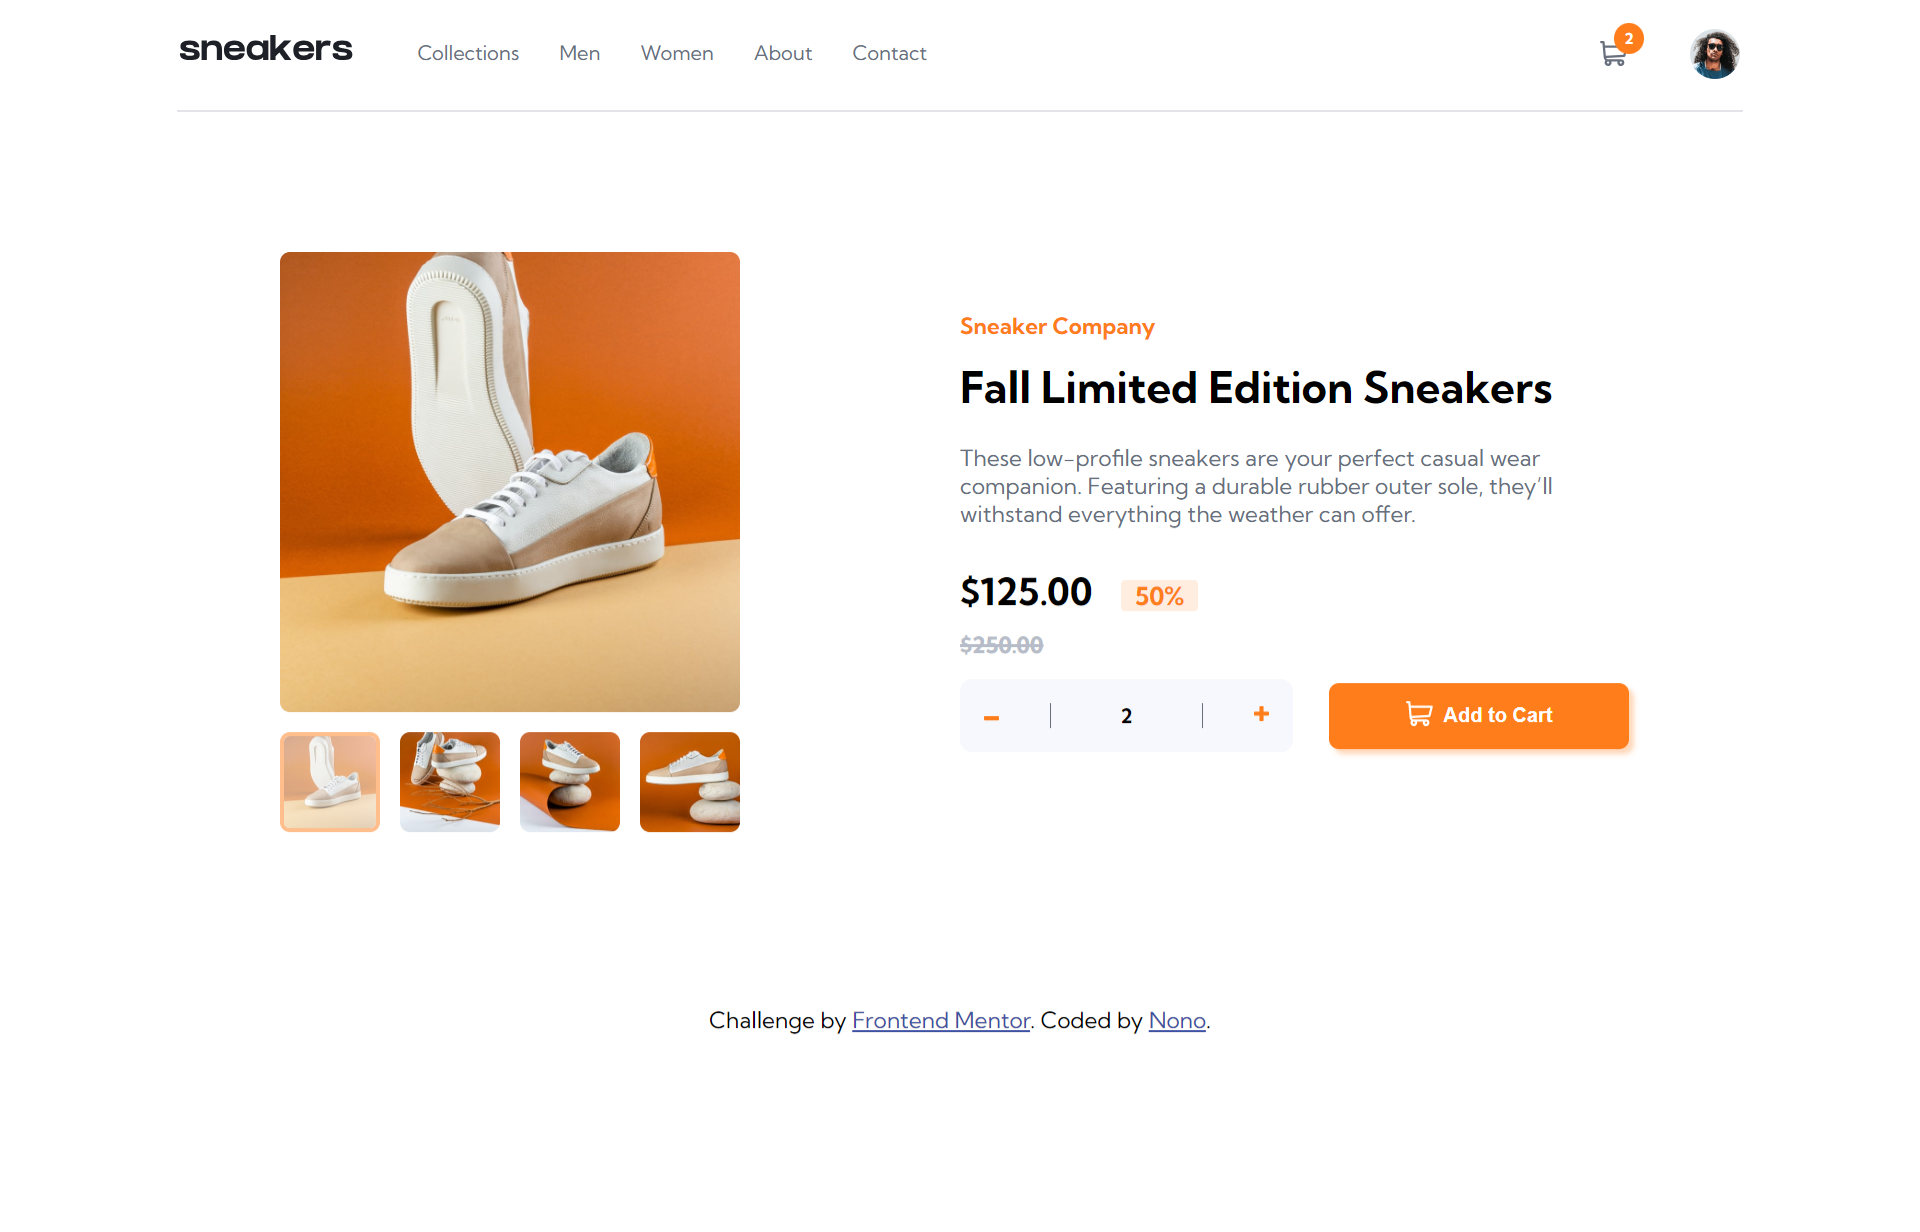 sneakers Collections Men Women About Contact 2
Sneaker Company
Fall Limited Edition Sneakers
These low-profile sneakers are your perfect casual wear
companion. Featuring a durable rubber outer sole, they’ll
withstand everything the weather can offer.
$125.00 50%
$250.00
2 Add to Cart
Challenge by Frontend Mentor. Coded by Nono.